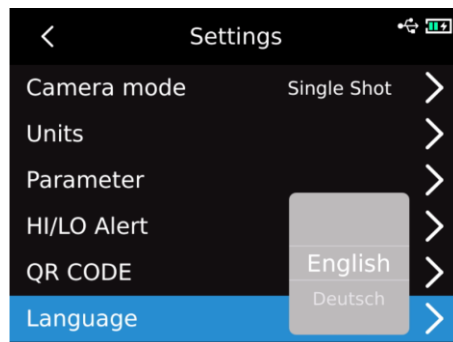 Settings
Camera mode Single Shot
Units
Parameter
HI/LO Alert
QR CODE English
Deutsch
Language